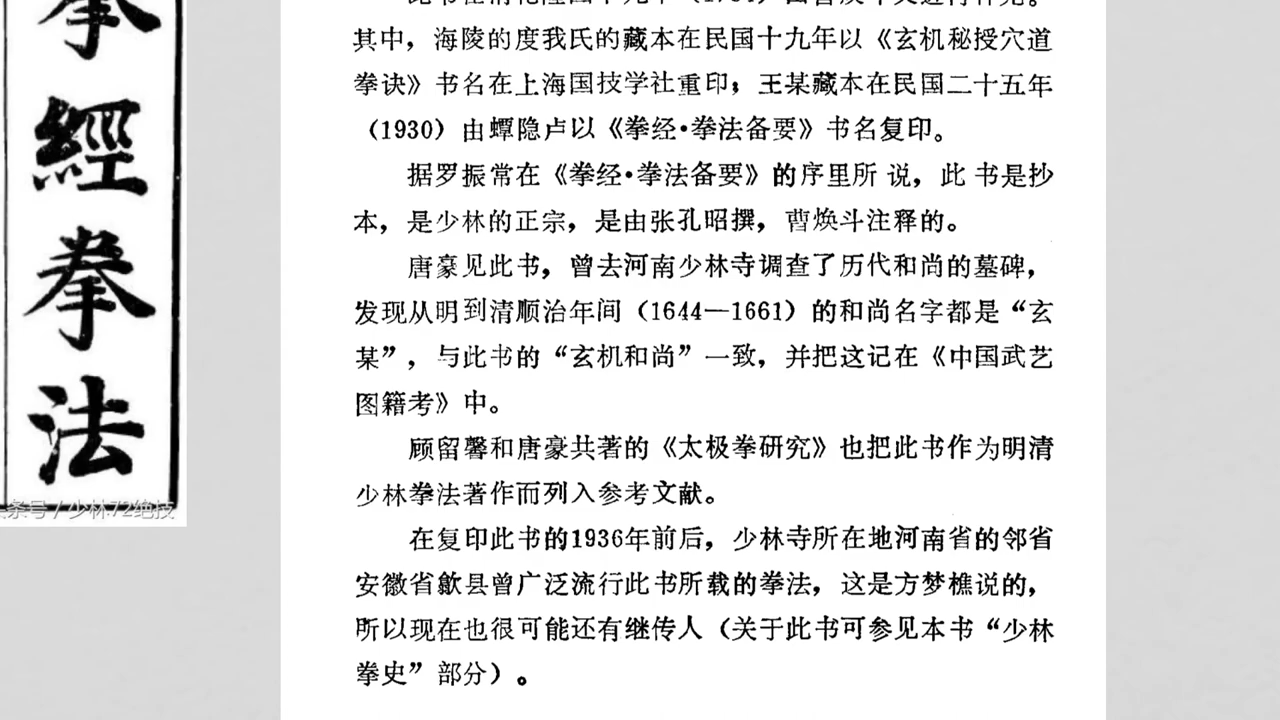 其中，海陵的度我氏的藏本在民国十九年以《玄机秘授穴道
拳诀》书名在上海国技学社重印；王某藏本在民国二十五年
（1930）由蟫隐卢以《拳经·拳法备要》书名复印。
据罗振常在《拳经·拳法备要》的序里所说，此书是抄
本，是少林的正宗，是由张孔昭撰，曹焕斗注释的。
唐豪见此书，曾去河南少林寺调查了历代和尚的墓碑，
发现从明到清顺治年间（1644—1661）的和尚名字都是“玄
某”，与此书的“玄机和尚”一致，并把这记在《中国武艺
图籍考》中。
顾留馨和唐豪共著的《太极拳研究》也把此书作为明清
少林拳法著作而列入参考文献。
在复印此书的1936年前后，少林寺所在地河南省的邻省
安徽省歙县曾广泛流行此书所载的拳法，这是方梦樵说的，
所以现在也很可能还有继传人（关于此书可参见本书“少林
拳史”部分）。
拳經拳法
条号 / 少林72绝技